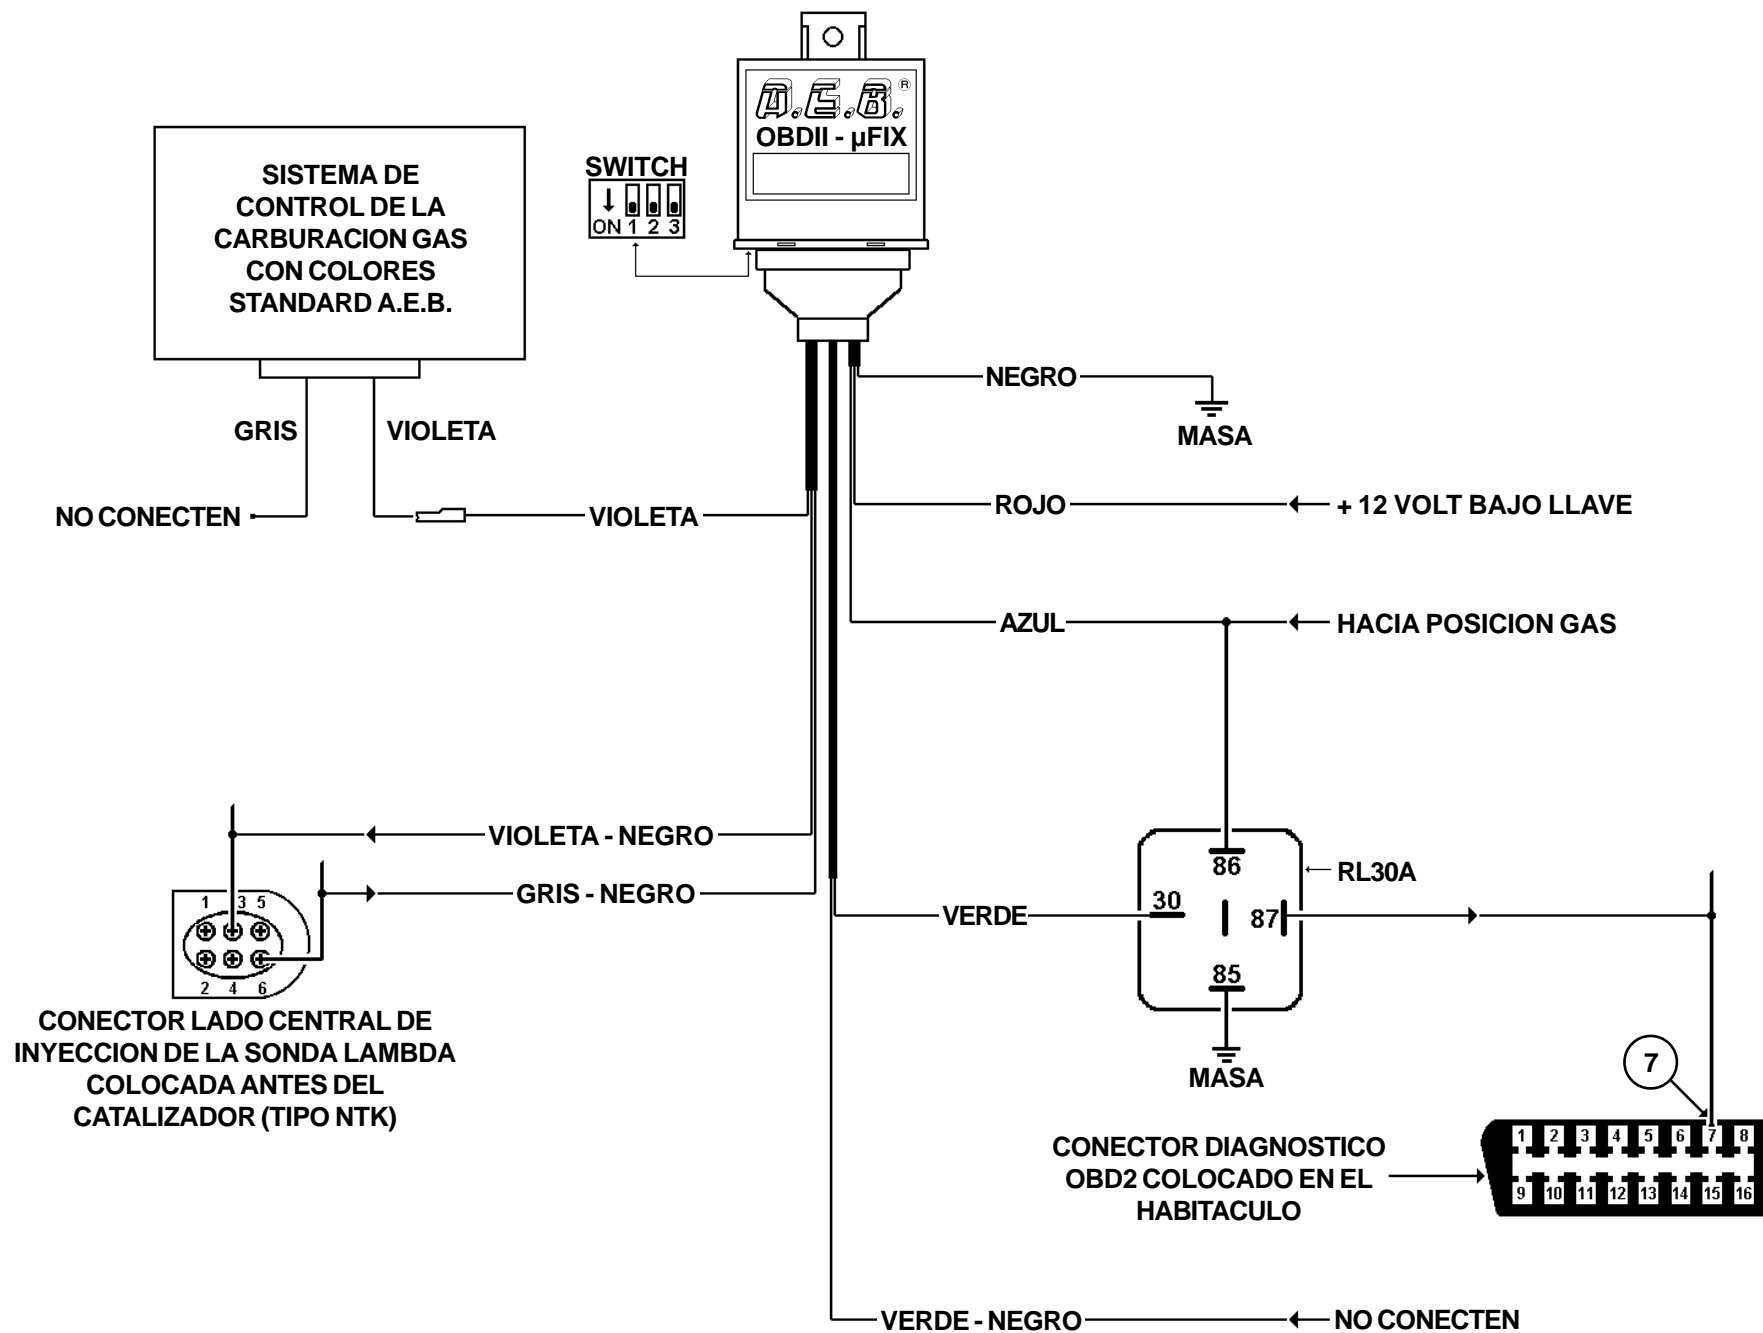 A.E.B.®
OBDII - µFIX
SWITCH
ON 1 2 3
SISTEMA DE
CONTROL DE LA
CARBURACION GAS
CON COLORES
STANDARD A.E.B.
GRIS
VIOLETA
NO CONECTEN
VIOLETA
NEGRO
MASA
ROJO
+ 12 VOLT BAJO LLAVE
AZUL
HACIA POSICION GAS
VIOLETA - NEGRO
GRIS - NEGRO
1 3 5
2 4 6
CONECTOR LADO CENTRAL DE
INYECCION DE LA SONDA LAMBDA
COLOCADA ANTES DEL
CATALIZADOR (TIPO NTK)
VERDE
86
30
87
85
RL30A
MASA
7
CONECTOR DIAGNOSTICO
OBD2 COLOCADO EN EL
HABITACULO
1 2 3 4 5 6 7 8
9 10 11 12 13 14 15 16
VERDE - NEGRO
NO CONECTEN